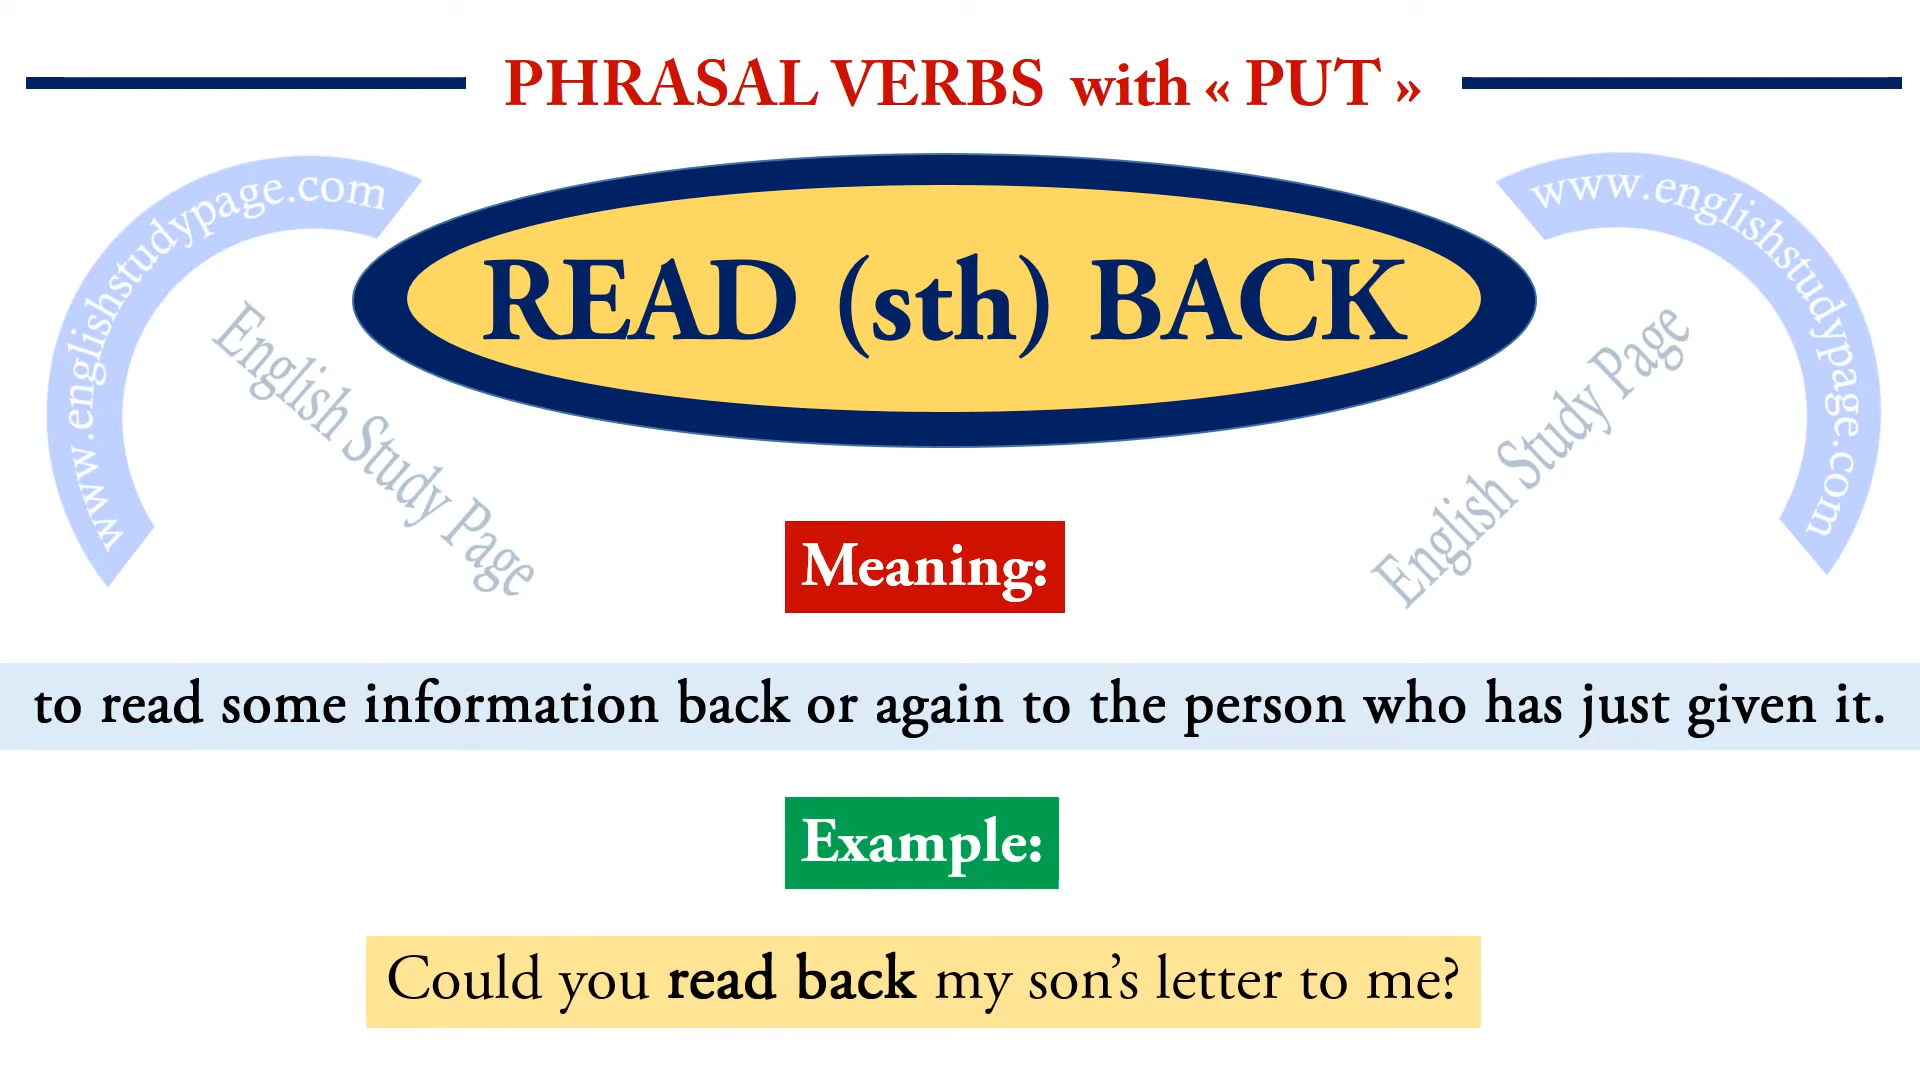 PHRASAL VERBS with « PUT »
www.englishstudypage.com
www.englishstudypage.com
READ (sth) BACK
English Study Page
English Study Page
Meaning:
to read some information back or again to the person who has just given it.
Example:
Could you read back my son’s letter to me?